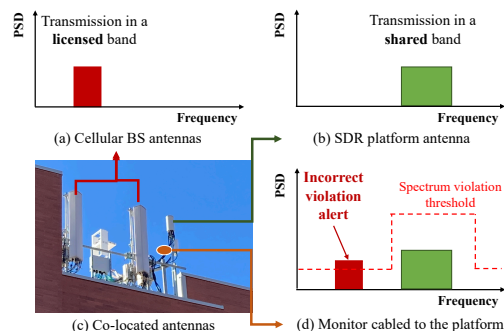 PSD
Transmission in a
licensed band
Frequency
(a) Cellular BS antennas
PSD
Transmission in a
shared band
Frequency
(b) SDR platform antenna
(c) Co-located antennas
PSD
Incorrect
violation
alert
Spectrum violation
threshold
Frequency
(d) Monitor cabled to the platform